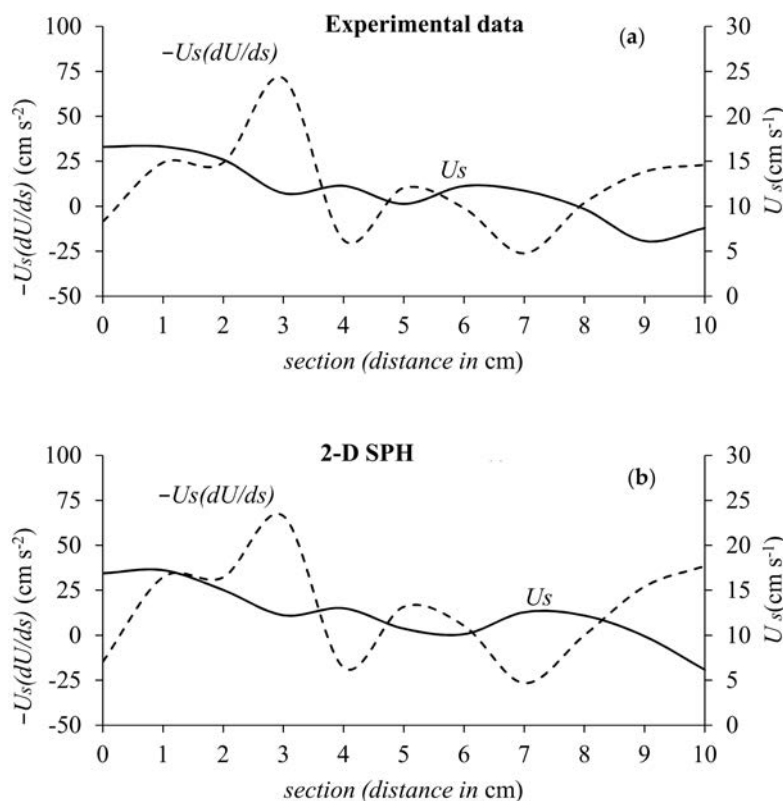 Experimental data
(a)
−Us(dU/ds)
Us
100
75
50
25
0
-25
-50
−Us(dU/ds) (cm s⁻²)
30
25
20
15
10
5
0
U s(cm s⁻¹)
0 1 2 3 4 5 6 7 8 9 10
section (distance in cm)
2-D SPH
(b)
−Us(dU/ds)
Us
100
75
50
25
0
-25
-50
−Us(dU/ds) (cm s⁻²)
30
25
20
15
10
5
0
U s(cm s⁻¹)
0 1 2 3 4 5 6 7 8 9 10
section (distance in cm)